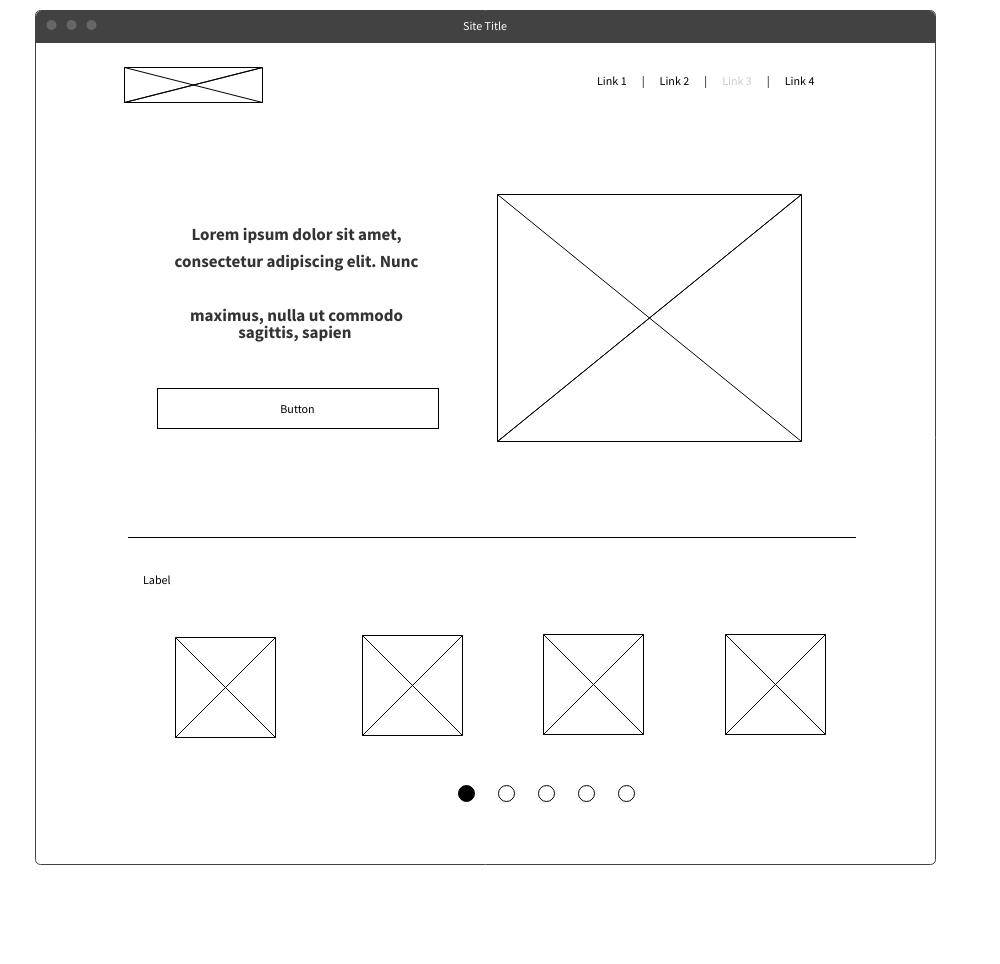 Site Title
Link 1 | Link 2 | Link 3 | Link 4
Lorem ipsum dolor sit amet,
consectetur adipiscing elit. Nunc
maximus, nulla ut commodo
sagittis, sapien
Button
Label